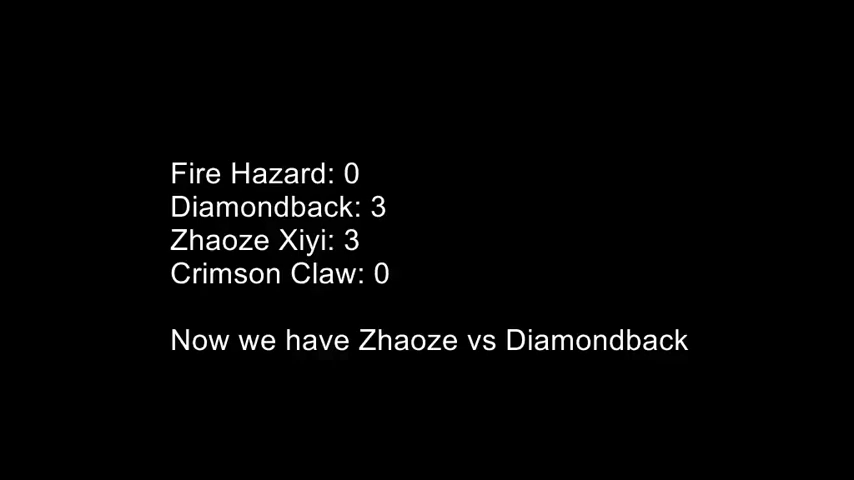 Fire Hazard: 0
Diamondback: 3
Zhaoze Xiyi: 3
Crimson Claw: 0
Now we have Zhaoze vs Diamondback